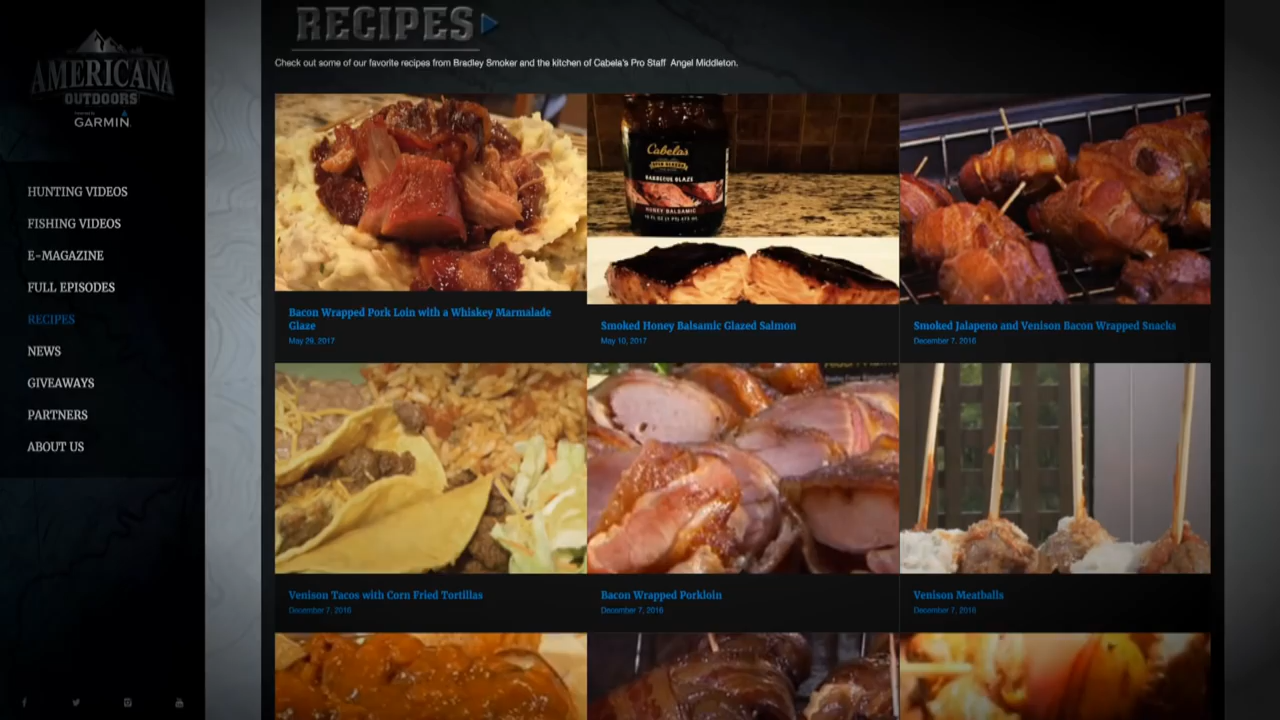 AMERICANA
OUTDOORS
GARMIN
HUNTING VIDEOS
FISHING VIDEOS
E-MAGAZINE
FULL EPISODES
RECIPES
NEWS
GIVEAWAYS
PARTNERS
ABOUT US
RECIPES
Check out some of our favorite recipes from Bradley Smoker and the kitchen of Cabela's Pro Staff Angel Middleton.
Cabela's
BARBECUE GLAZE
HONEY BALSAMIC
Bacon Wrapped Pork Loin with a Whiskey Marmalade
Glaze
May 29, 2017
Smoked Honey Balsamic Glazed Salmon
May 10, 2017
Smoked Jalapeno and Venison Bacon Wrapped Snacks
December 7, 2016
Venison Tacos with Corn Fried Tortillas
December 7, 2016
Bacon Wrapped Porkloin
December 7, 2016
Venison Meatballs
December 7, 2016